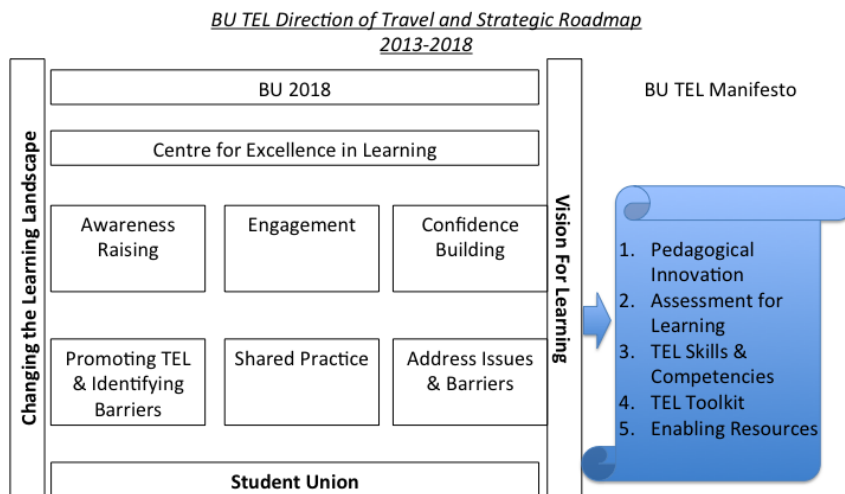 BU TEL Direction of Travel and Strategic Roadmap
2013-2018
Changing the Learning Landscape
BU 2018
Centre for Excellence in Learning
Awareness
Raising
Engagement
Confidence
Building
Promoting TEL
& Identifying
Barriers
Shared Practice
Address Issues
& Barriers
Student Union
Vision For Learning
BU TEL Manifesto
1. Pedagogical
Innovation
2. Assessment for
Learning
3. TEL Skills &
Competencies
4. TEL Toolkit
5. Enabling Resources